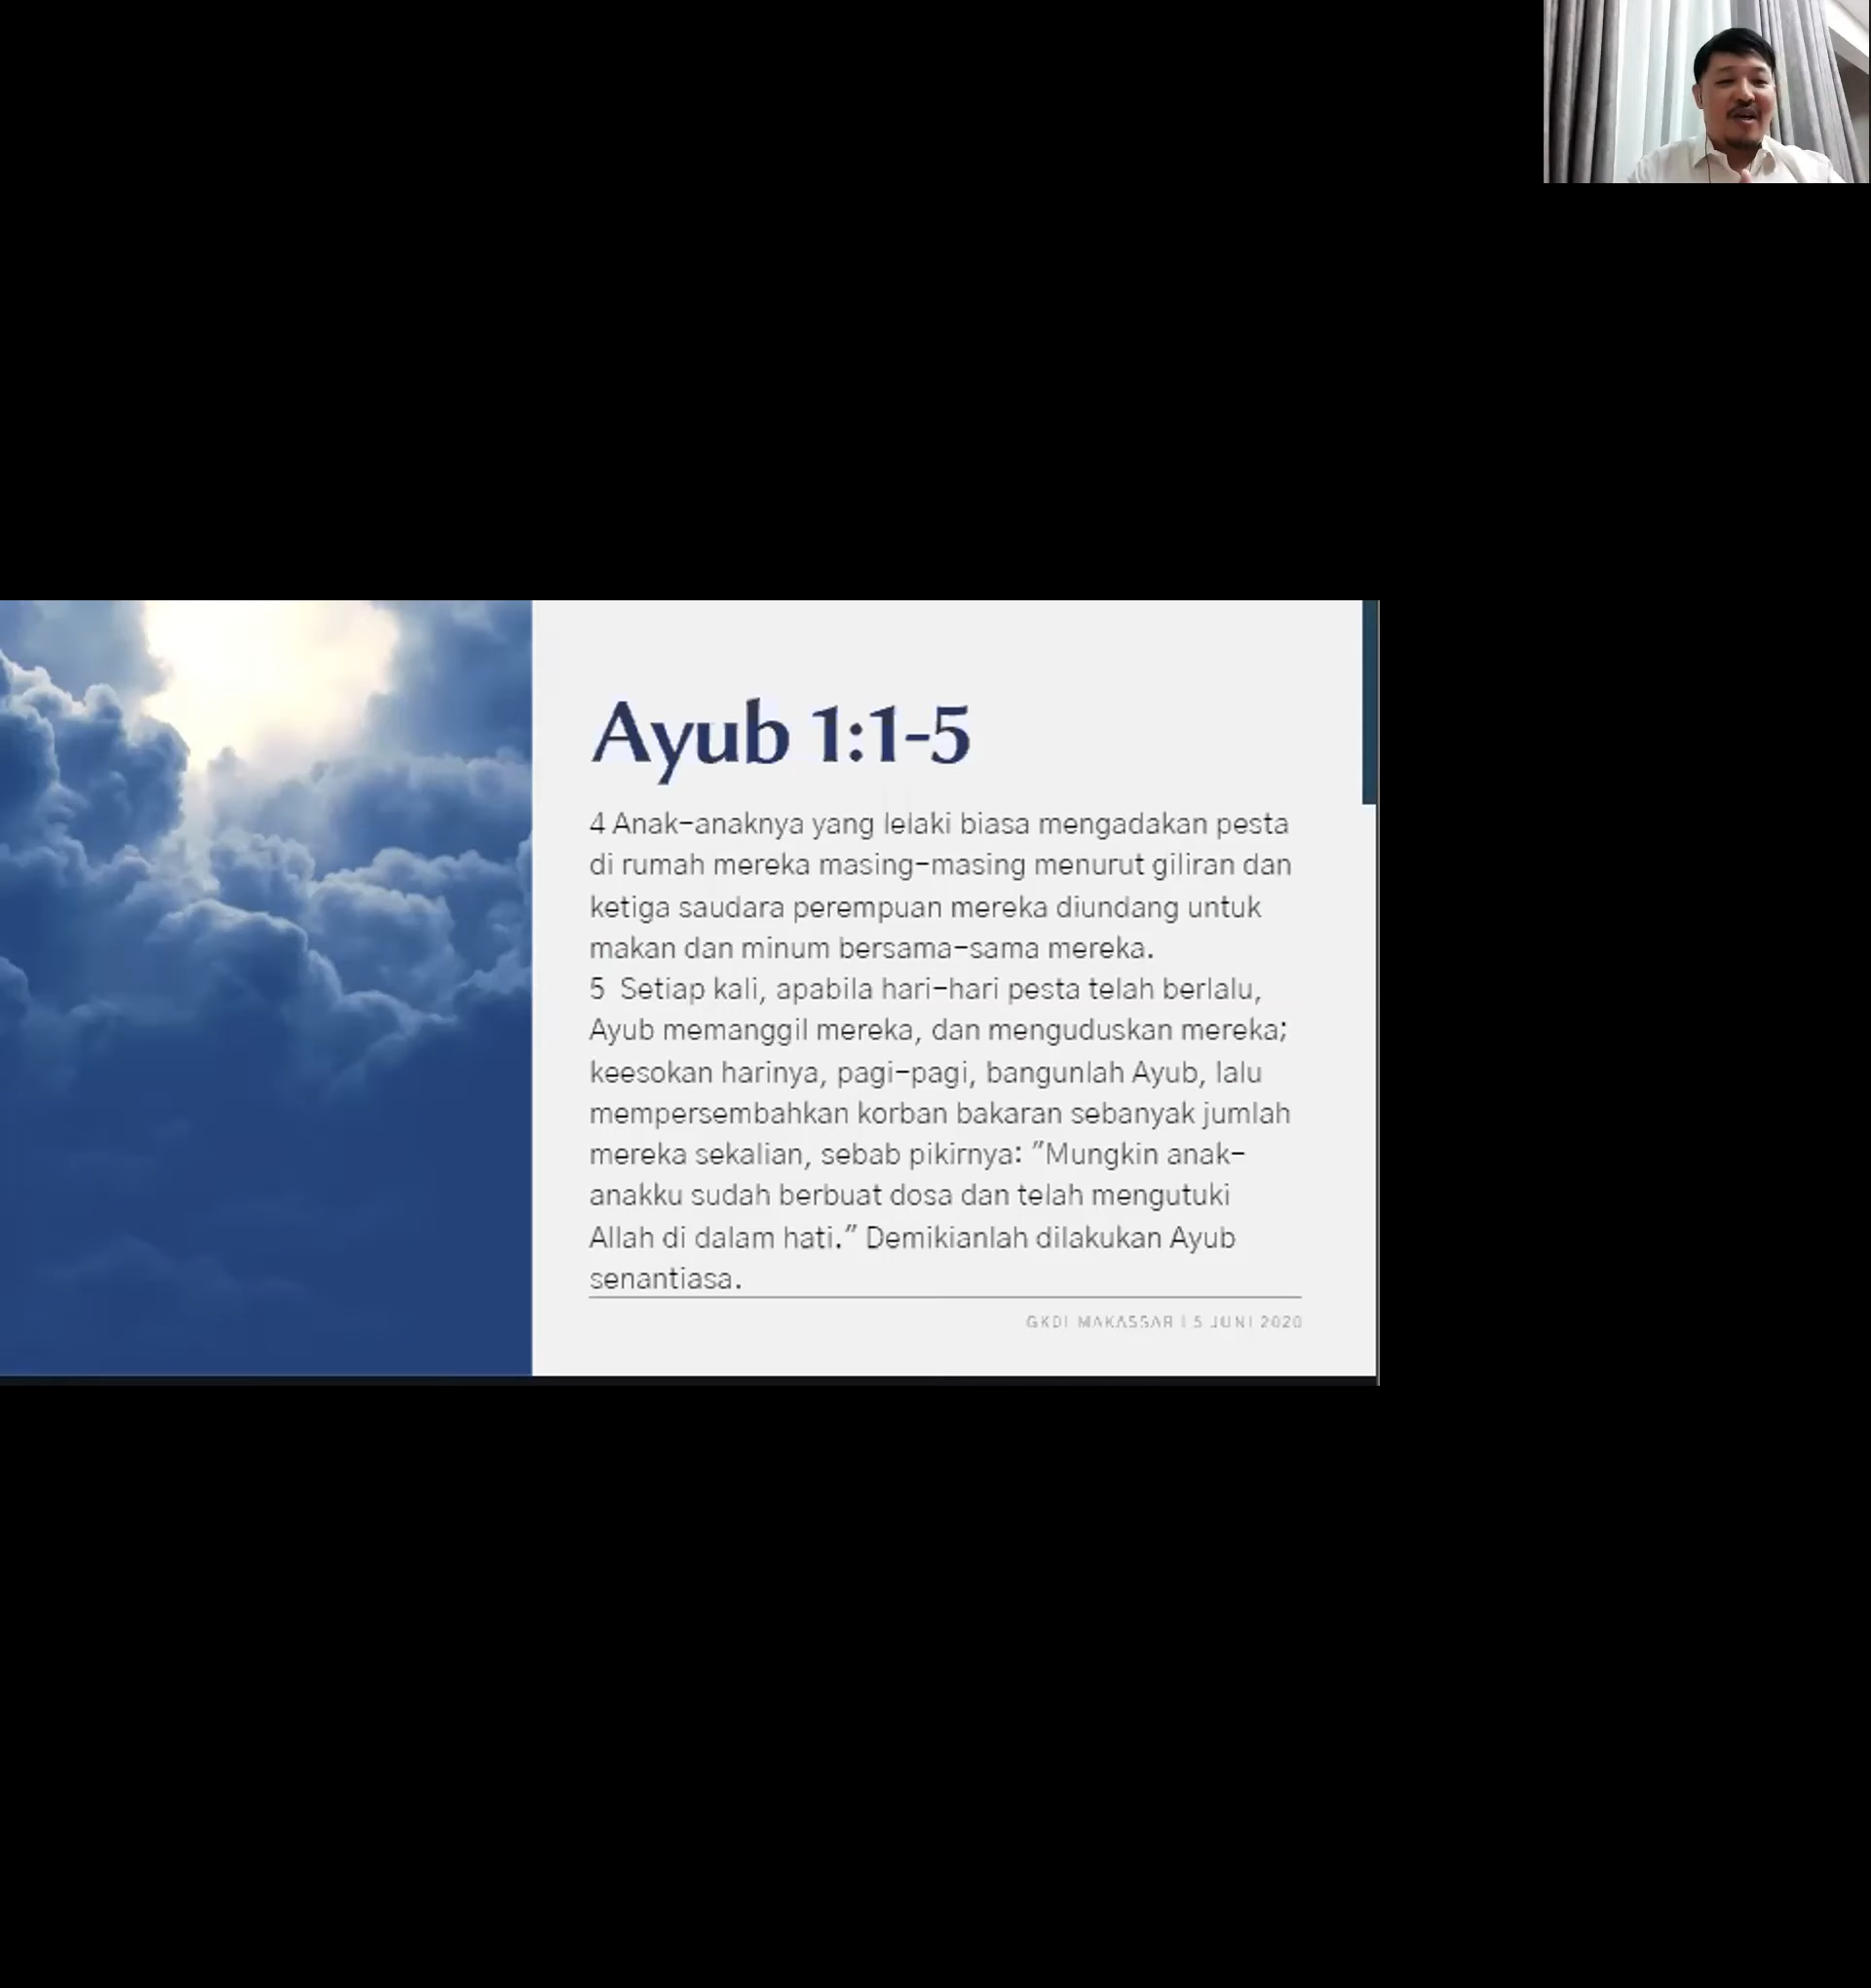 Ayub 1:1-5
4 Anak-anaknya yang lelaki biasa mengadakan pesta
di rumah mereka masing-masing menurut giliran dan
ketiga saudara perempuan mereka diundang untuk
makan dan minum bersama-sama mereka.
5  Setiap kali, apabila hari-hari pesta telah berlalu,
Ayub memanggil mereka, dan menguduskan mereka;
keesokan harinya, pagi-pagi, bangunlah Ayub, lalu
mempersembahkan korban bakaran sebanyak jumlah
mereka sekalian, sebab pikirnya: "Mungkin anak-
anakku sudah berbuat dosa dan telah mengutuki
Allah di dalam hati." Demikianlah dilakukan Ayub
senantiasa.
GKDI MAKASSAR | 5 JUNI 2020